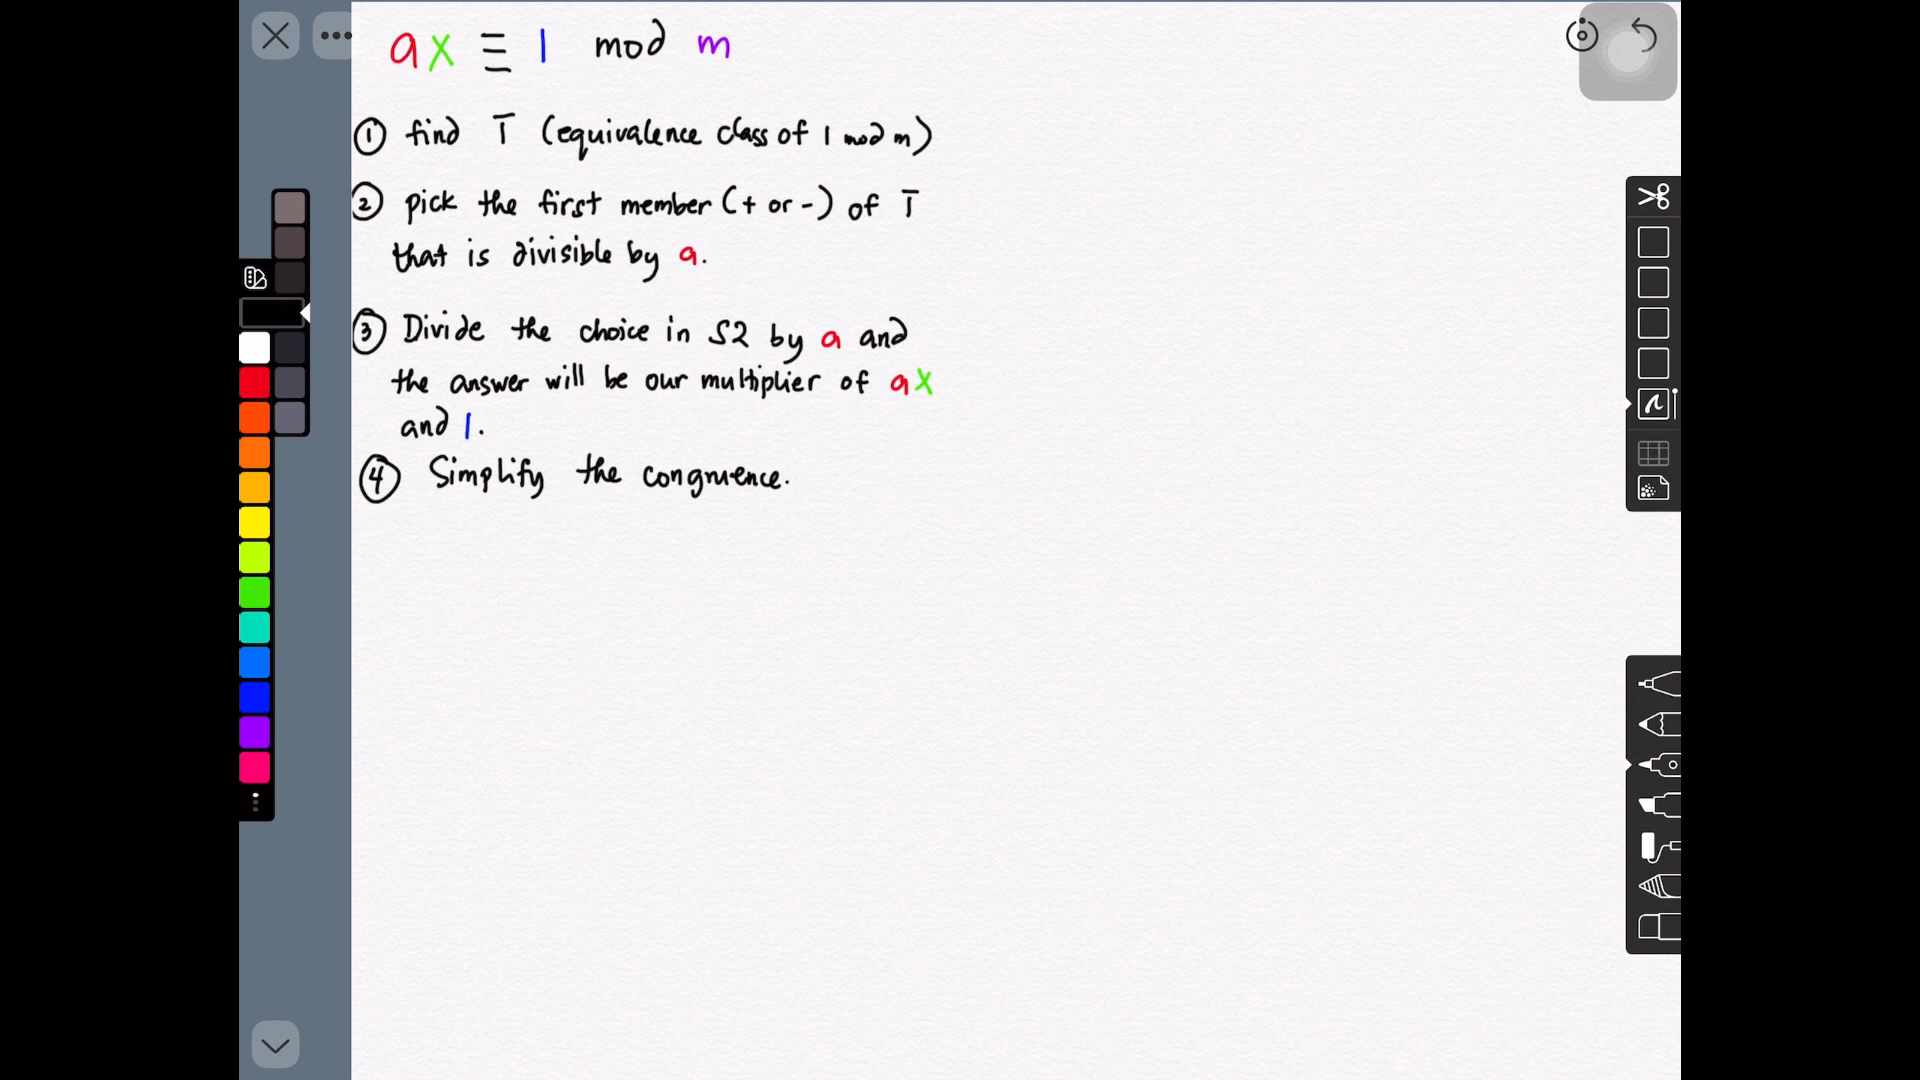 ax ≡ 1 mod m
① find 1̄ (equivalence class of 1 mod m)
② pick the first member (+ or -) of 1̄
that is divisible by a.
③ Divide the choice in S2 by a and
the answer will be our multiplier of ax
and 1.
④ Simplify the congruence.